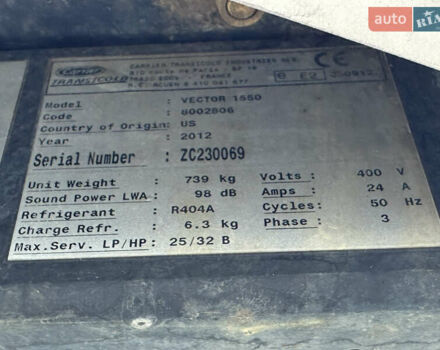 auto RIA
Carrier
TRANSICOLD
CARRIER TRANSICOLD INDUSTRIES SCS
FRANCE
CE
e E2
Model : VECTOR 1550
Code : 8002806
Country of Origin: US
Year : 2012
Serial Number : ZC230069
Unit Weight : 739 kg Volts : 400 V
Sound Power LWA : 98 dB Amps : 24 A
Refrigerant : R404A Cycles: 50 Hz
Charge Refr. : 6.3 kg Phase : 3
Max.Serv. LP/HP: 25/32 B